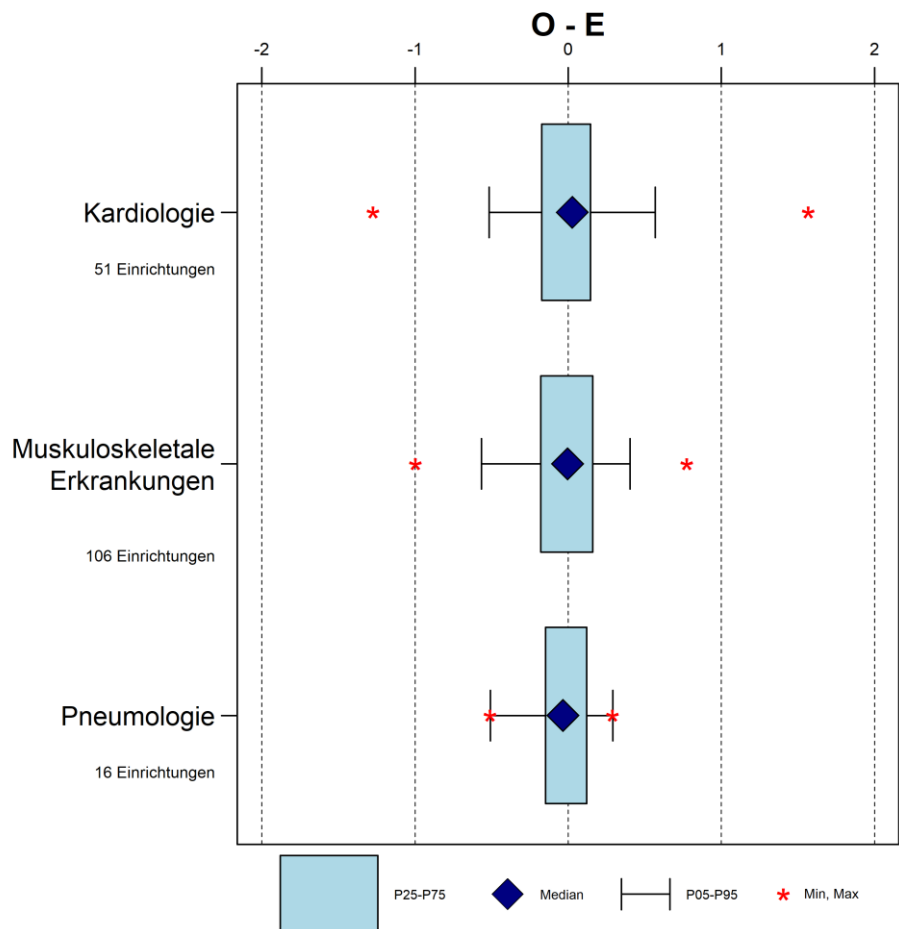 O - E
-2 -1 0 1 2
Kardiologie
51 Einrichtungen
Muskuloskeletale
Erkrankungen
106 Einrichtungen
Pneumologie
16 Einrichtungen
P25-P75 Median P05-P95 Min, Max